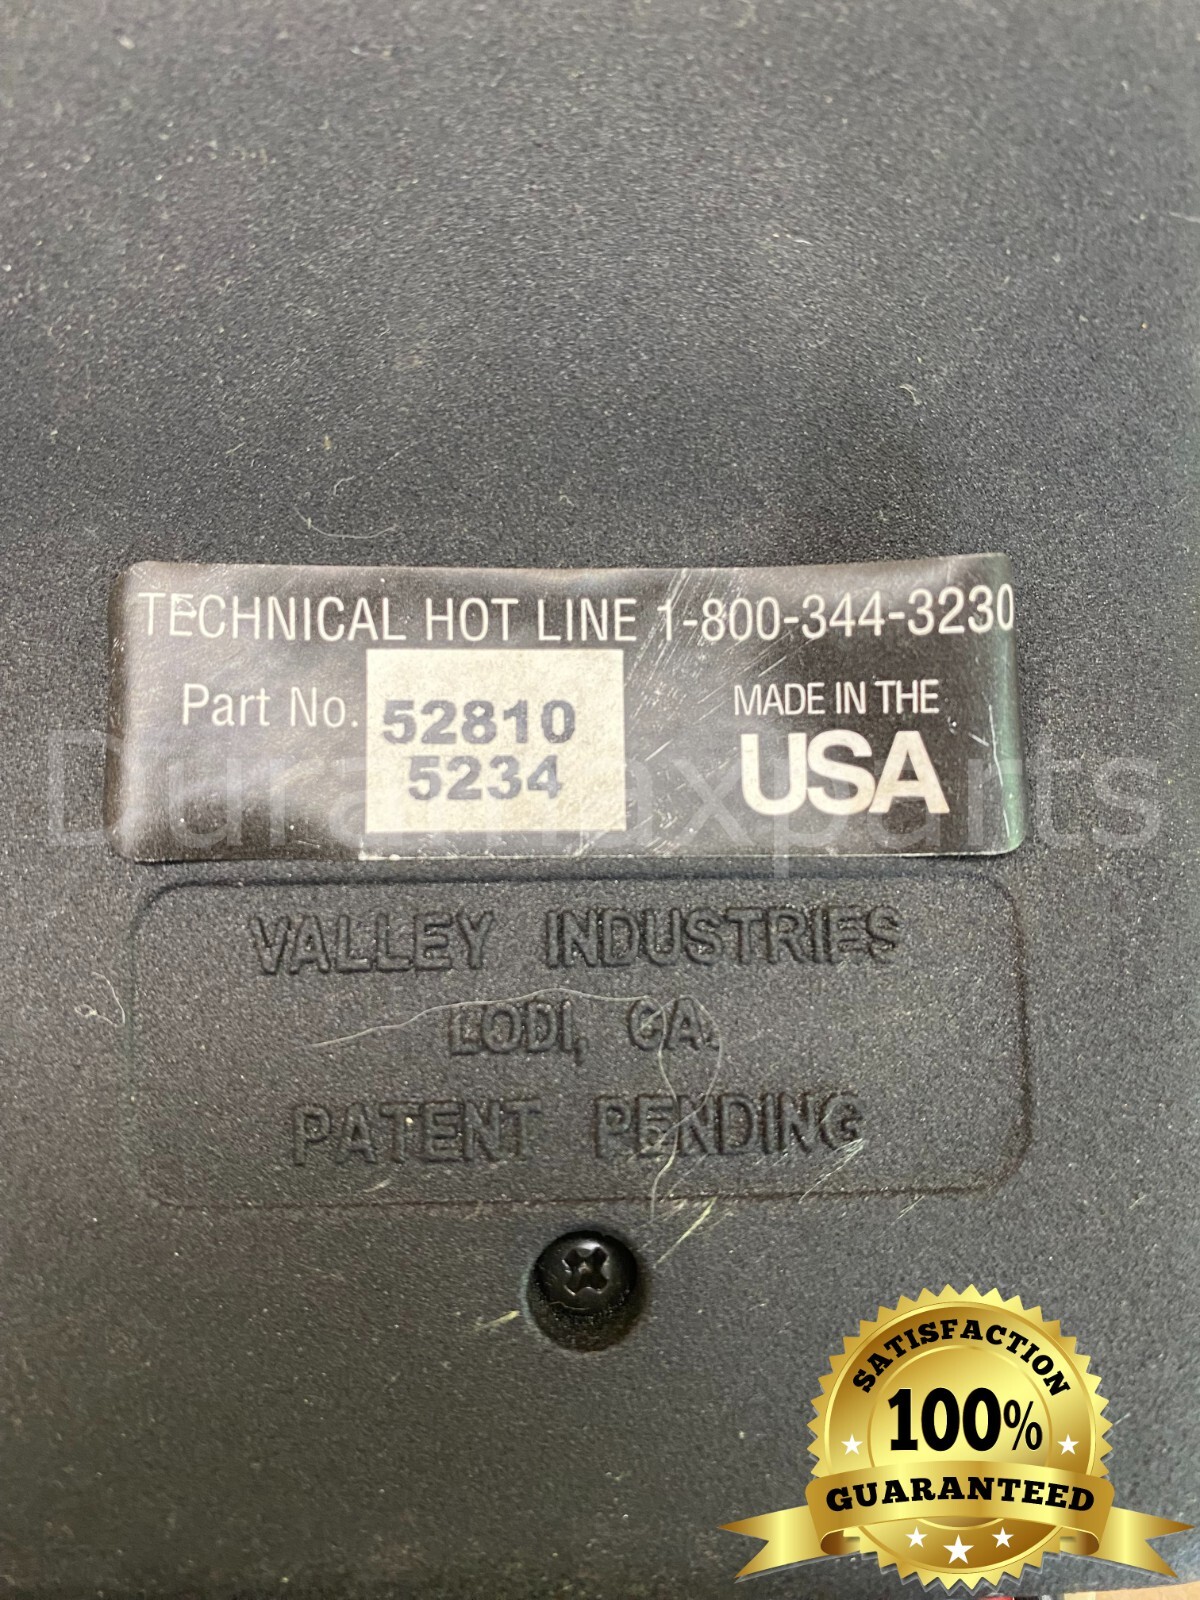 TECHNICAL HOT LINE 1-800-344-3230
Part No. 52810
5234
MADE IN THE
USA
Duramaxparts
VALLEY INDUSTRIES
LODI, CA.
PATENT PENDING
SATISFACTION
100%
GUARANTEED